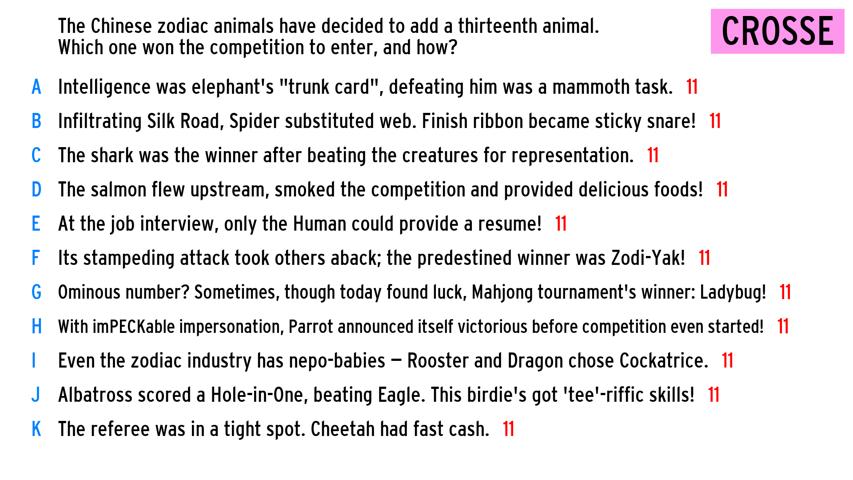 The Chinese zodiac animals have decided to add a thirteenth animal.
Which one won the competition to enter, and how?
CROSSE
A Intelligence was elephant's "trunk card", defeating him was a mammoth task. 11
B Infiltrating Silk Road, Spider substituted web. Finish ribbon became sticky snare! 11
C The shark was the winner after beating the creatures for representation. 11
D The salmon flew upstream, smoked the competition and provided delicious foods! 11
E At the job interview, only the Human could provide a resume! 11
F Its stampeding attack took others aback; the predestined winner was Zodi-Yak! 11
G Ominous number? Sometimes, though today found luck, Mahjong tournament's winner: Ladybug! 11
H With imPECKable impersonation, Parrot announced itself victorious before competition even started! 11
I Even the zodiac industry has nepo-babies – Rooster and Dragon chose Cockatrice. 11
J Albatross scored a Hole-in-One, beating Eagle. This birdie's got 'tee'-riffic skills! 11
K The referee was in a tight spot. Cheetah had fast cash. 11